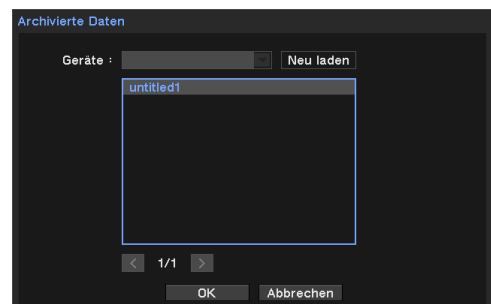 Archivierte Daten
Geräte : Neu laden
untitled1
< 1/1 >
OK Abbrechen